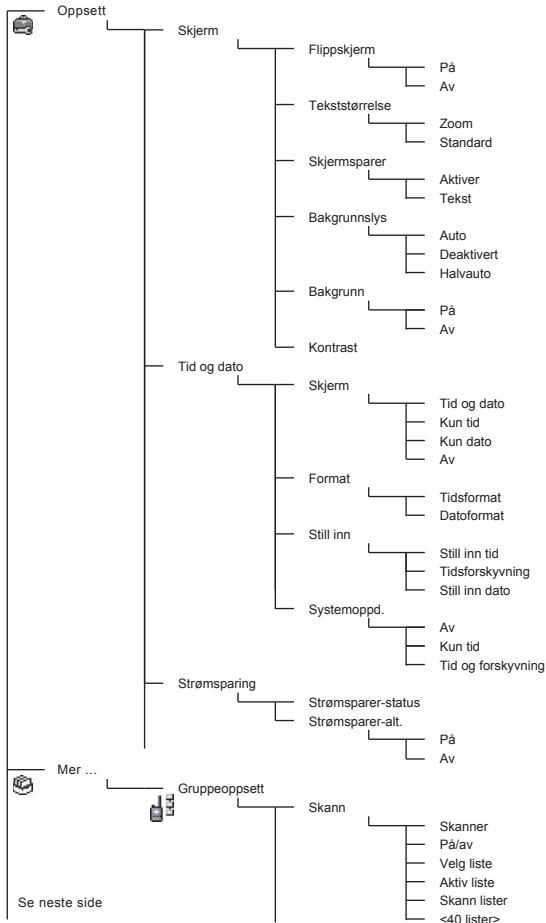 Oppsett
Skjerm
Flippskjerm
På
Av
Tekststørrelse
Zoom
Standard
Skjermsparer
Aktiver
Tekst
Bakgrunnslys
Auto
Deaktivert
Halvauto
Bakgrunn
På
Av
Kontrast
Tid og dato
Skjerm
Tid og dato
Kun tid
Kun dato
Av
Format
Tidsformat
Datoformat
Still inn
Still inn tid
Tidsforskyvning
Still inn dato
Systemoppd.
Av
Kun tid
Tid og forskyvning
Strømsparing
Strømsparer-status
Strømsparer-alt.
På
Av
Mer ...
Gruppeoppsett
Skann
Skanner
På/av
Velg liste
Aktiv liste
Skann lister
<40 lister>
Se neste side